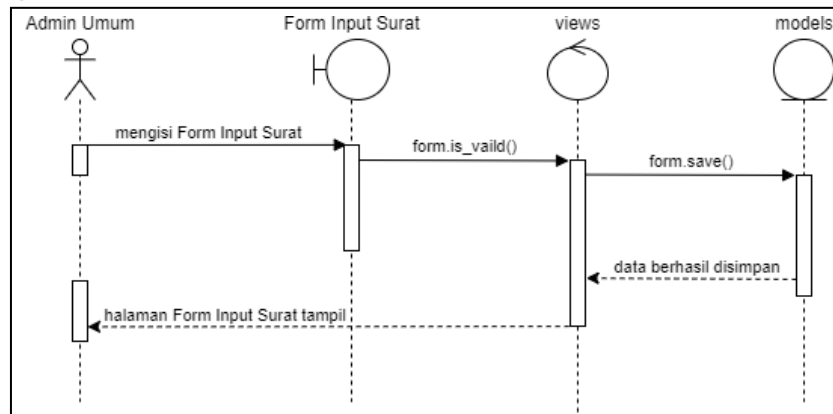 Admin Umum
Form Input Surat
views
models
mengisi Form Input Surat
form.is_vaild()
form.save()
data berhasil disimpan
halaman Form Input Surat tampil